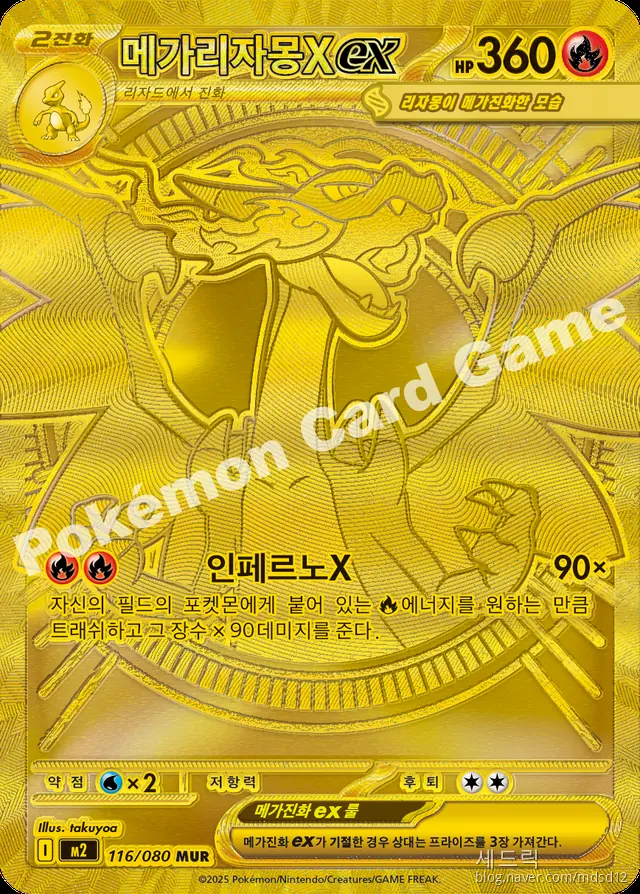 2진화
메가리자몽X ex
HP 360
리자드에서 진화
리자몽이 메가진화한 모습
Pokémon Card Game
인페르노X 90×
자신의 필드의 포켓몬에게 붙어 있는 에너지를 원하는 만큼
트래쉬하고 그 장수×90데미지를 준다.
약점 ×2 저항력 후퇴
메가진화 ex 룰
메가진화 ex가 기절한 경우 상대는 프라이즈를 3장 가져간다.
Illus. takuyoa
I M2 116/080 MUR
©2025 Pokémon/Nintendo/Creatures/GAME FREAK.
세드릭
blog.naver.com/mdsd12